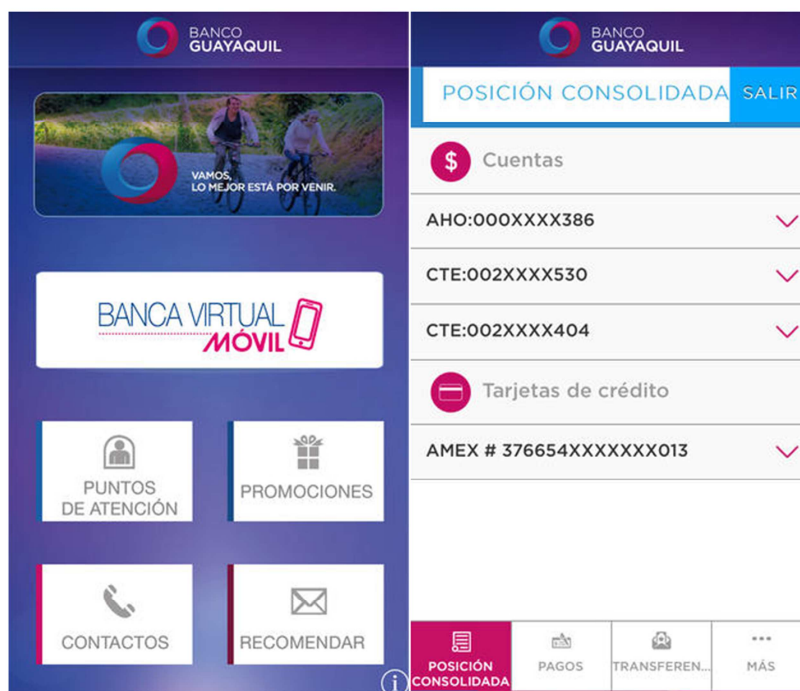 BANCO
GUAYAQUIL
VAMOS,
LO MEJOR ESTÁ POR VENIR.
BANCA VIRTUAL
MÓVIL
PUNTOS
DE ATENCIÓN
PROMOCIONES
CONTACTOS
RECOMENDAR
i
BANCO
GUAYAQUIL
POSICIÓN CONSOLIDADA
SALIR
$
Cuentas
AHO:000XXXX386
CTE:002XXXX530
CTE:002XXXX404
Tarjetas de crédito
AMEX # 376654XXXXXXX013
POSICIÓN
CONSOLIDADA
PAGOS
TRANSFEREN...
MÁS